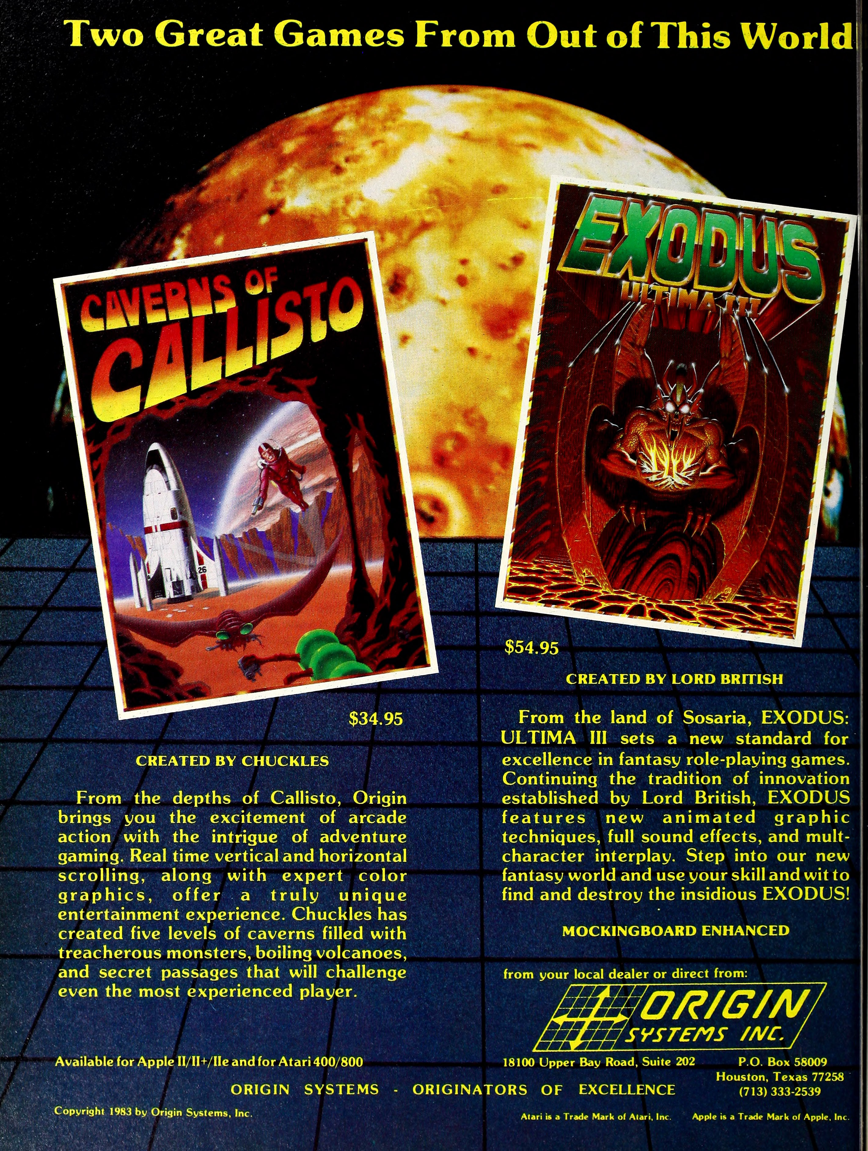 Two Great Games From Out of This World
CAVERNS OF
CALLISTO
26
EXODUS
ULTIMA III
$34.95
CREATED BY CHUCKLES
From the depths of Callisto, Origin
brings you the excitement of arcade
action with the intrigue of adventure
gaming. Real time vertical and horizontal
scrolling, along with expert color
graphics, offer a truly unique
entertainment experience. Chuckles has
created five levels of caverns filled with
treacherous monsters, boiling volcanoes,
and secret passages that will challenge
even the most experienced player.
$54.95
CREATED BY LORD BRITISH
From the land of Sosaria, EXODUS:
ULTIMA III sets a new standard for
excellence in fantasy role-playing games.
Continuing the tradition of innovation
established by Lord British, EXODUS
features new animated graphic
techniques, full sound effects, and mult-
character interplay. Step into our new
fantasy world and use your skill and wit to
find and destroy the insidious EXODUS!
MOCKINGBOARD ENHANCED
from your local dealer or direct from:
ORIGIN
SYSTEMS INC.
Available for Apple II/II+/IIe and for Atari 400/800
18100 Upper Bay Road, Suite 202
P.O. Box 58009
Houston, Texas 77258
(713) 333-2539
ORIGIN SYSTEMS - ORIGINATORS OF EXCELLENCE
Copyright 1983 by Origin Systems, Inc.
Atari is a Trade Mark of Atari, Inc.
Apple is a Trade Mark of Apple, Inc.